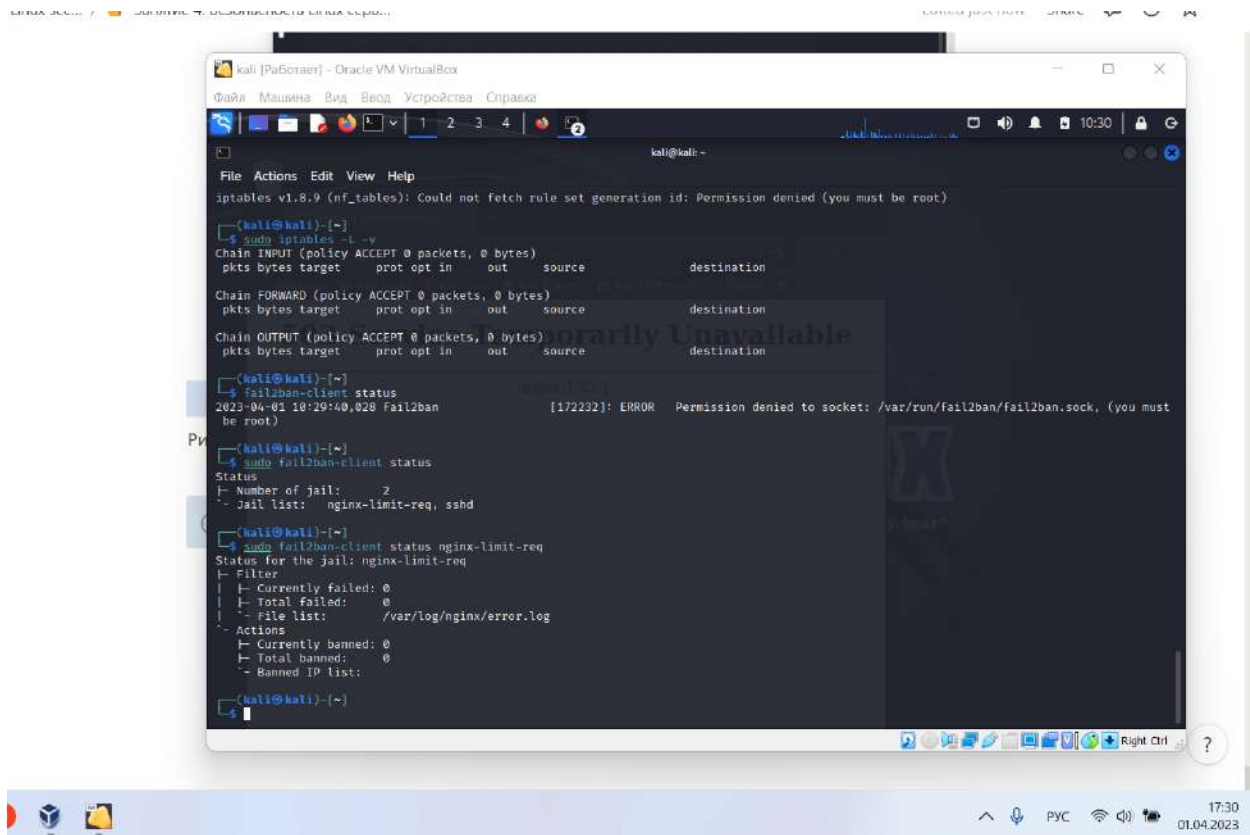 kali [Работает] - Oracle VM VirtualBox
Файл Машина Вид Ввод Устройства Справка
1 2 3 4 2 10:30
kali@kali: ~
File Actions Edit View Help
iptables v1.8.9 (nf_tables): Could not fetch rule set generation id: Permission denied (you must be root)
(kali㉿kali)-[~]
$ sudo iptables -L -v
Chain INPUT (policy ACCEPT 0 packets, 0 bytes)
pkts bytes target prot opt in out source destination
Chain FORWARD (policy ACCEPT 0 packets, 0 bytes)
pkts bytes target prot opt in out source destination
Temporarily Unavailable
Chain OUTPUT (policy ACCEPT 0 packets, 0 bytes)
pkts bytes target prot opt in out source destination
(kali㉿kali)-[~]
$ fail2ban-client status
2023-04-01 10:29:40,028 fail2ban [172232]: ERROR Permission denied to socket: /var/run/fail2ban/fail2ban.sock, (you must
be root)
(kali㉿kali)-[~]
$ sudo fail2ban-client status
Status
|- Number of jail: 2
`- Jail list: nginx-limit-req, sshd
(kali㉿kali)-[~]
$ sudo fail2ban-client status nginx-limit-req
Status for the jail: nginx-limit-req
|- Filter
| |- Currently failed: 0
| |- Total failed: 0
| `- File list: /var/log/nginx/error.log
`- Actions
|- Currently banned: 0
|- Total banned: 0
`- Banned IP list:
(kali㉿kali)-[~]
$
Right Ctrl
?
РУС 17:30
01.04.2023